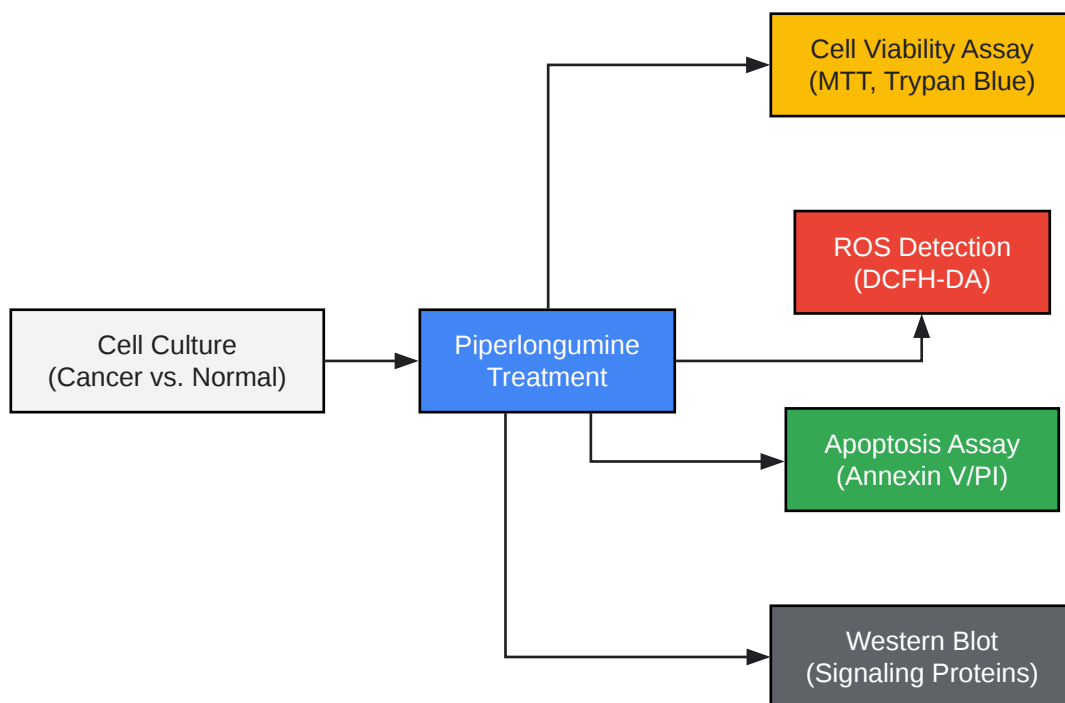 Cell Viability Assay
(MTT, Trypan Blue)
ROS Detection
(DCFH-DA)
Cell Culture
(Cancer vs. Normal)
Piperlongumine
Treatment
Apoptosis Assay
(Annexin V/PI)
Western Blot
(Signaling Proteins)